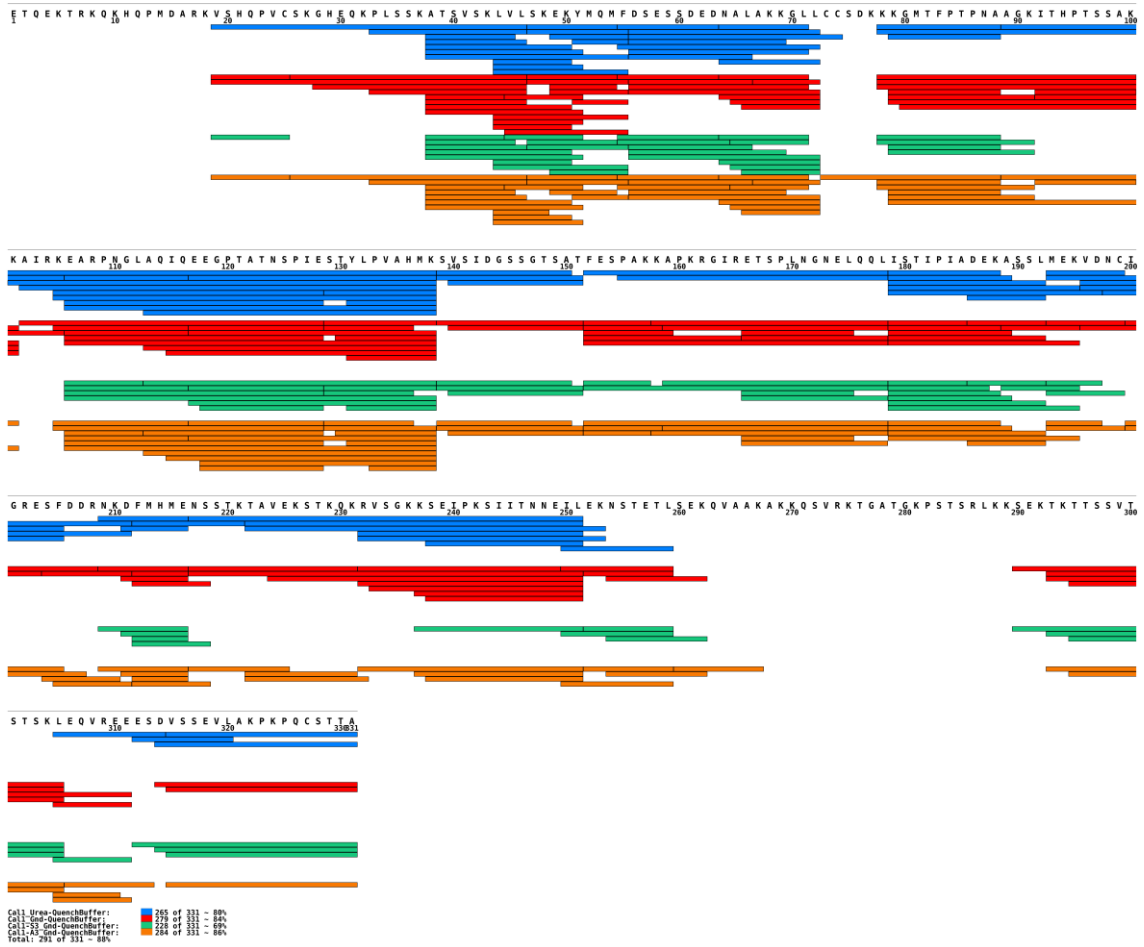 E T Q E K T R K Q K H Q P M D A R K V S H Q P V C S K G H E Q K P L S S K A T S V S K L V L S K E K Y M Q M F D S E S S D E D N A L A K K G L L C C S D K K K G M T F P T P N A A G K I T H P T S S A K
1 10 20 30 40 50 60 70 80 90 100
K A I R K E A R P N G L A Q I Q E E G P T A T N S P I E S T Y L P V A H M K S V S I D G S S G T S A T F E S P A K K A P K R G I R E T S P L N G N E L Q Q L I S T I P I A D E K A S S L M E K V D N C I
110 120 130 140 150 160 170 180 190 200
G R E S F D D R N K D F M H M E N S S T K T A V E K S T K Q K R V S G K K S E I P K S I I T N N E I L E K N S T E T L S E K V A G S K A K K Q S V R K T G A T G K P S T S R L K K S E K T K T T S S V T
210 220 230 240 250 260 270 280 290 300
S T S K L E Q V R E E E S D V S S E V L A K P K P Q C S T T A
310 320 330 331
Cal1_Urea-QuenchBuffer: 265 of 331 ~ 80%
Cal1_Gnd-QuenchBuffer: 279 of 331 ~ 84%
Cal1-S3_Gnd-QuenchBuffer: 228 of 331 ~ 69%
Cal1-A3_Gnd-QuenchBuffer: 284 of 331 ~ 86%
Total: 291 of 331 ~ 88%